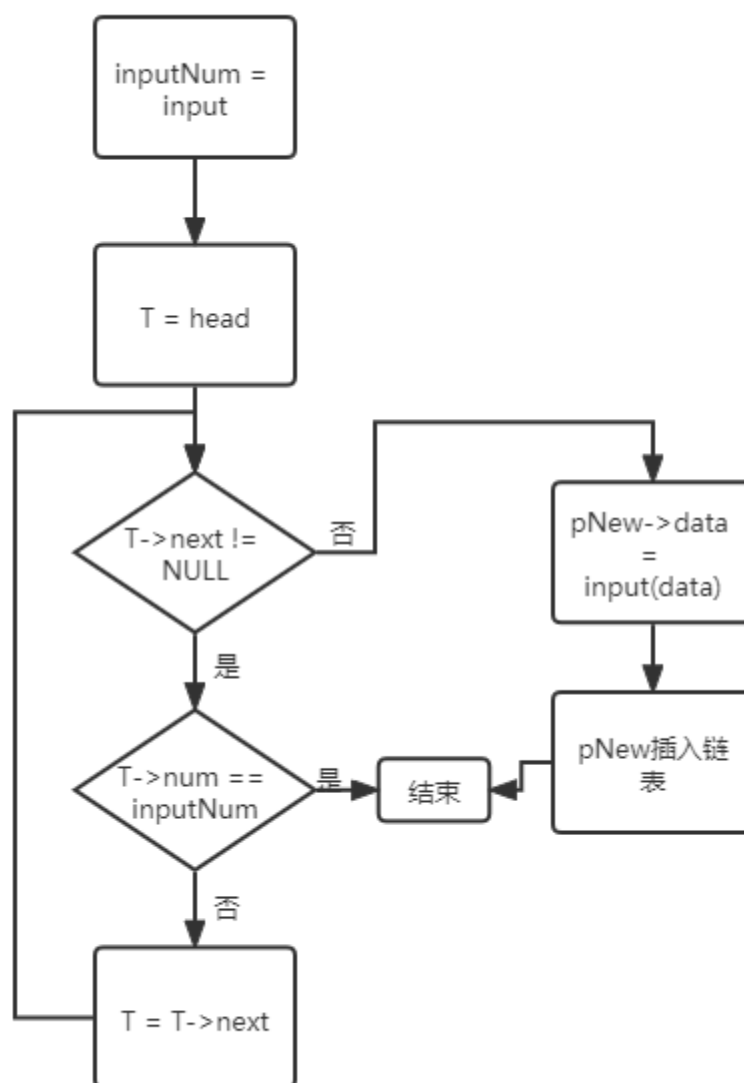 inputNum =
input
T = head
T->next !=
NULL
否
pNew->data
=
input(data)
是
T->num ==
inputNum
是
结束
pNew插入链
表
否
T = T->next